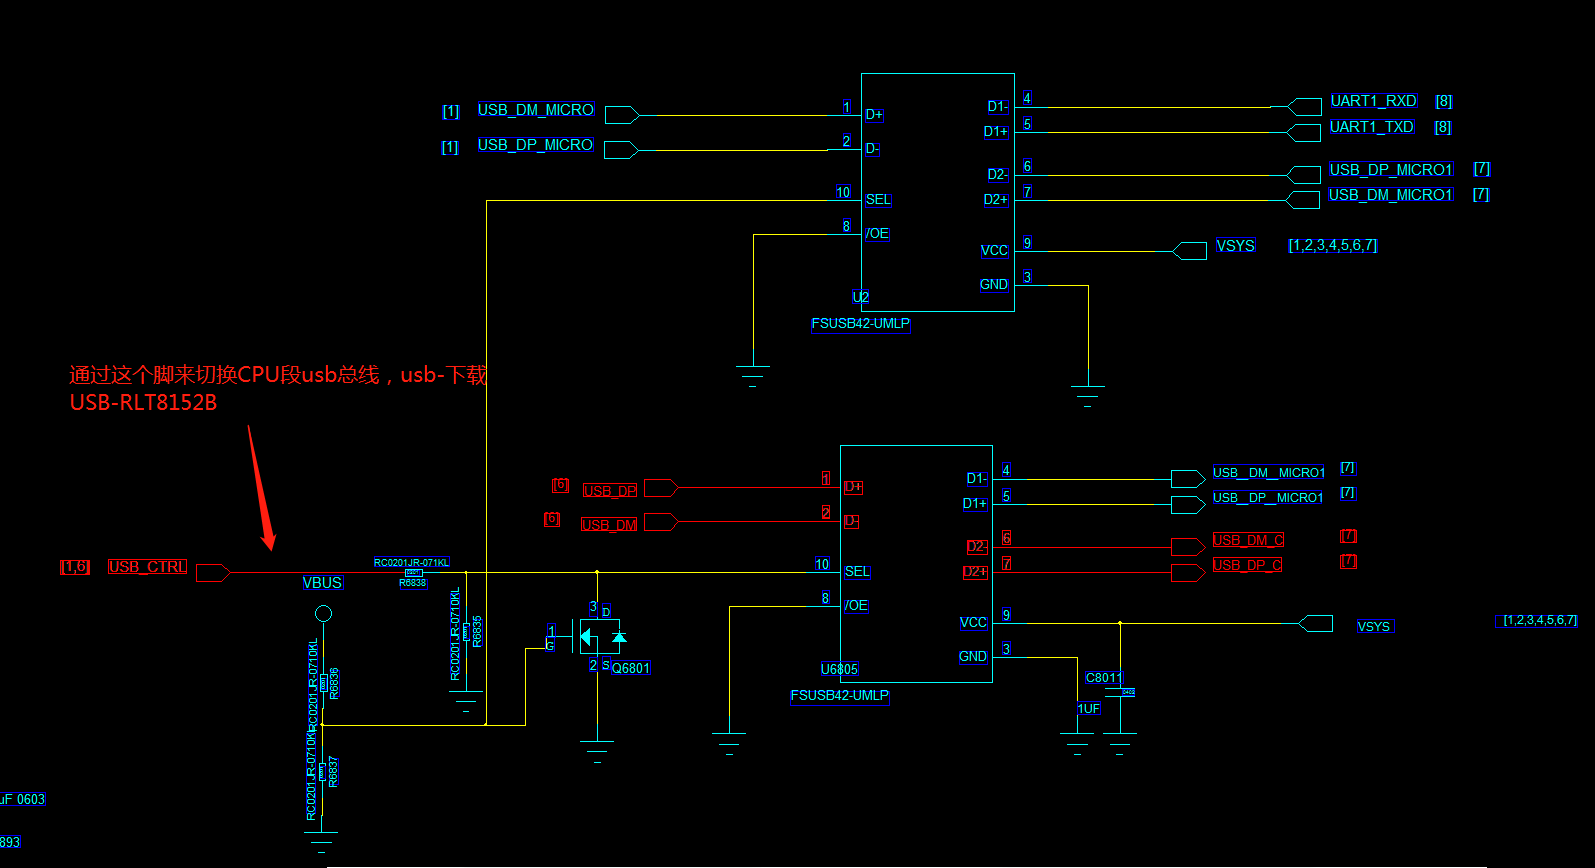 [1] USB_DM_MICRO
[1] USB_DP_MICRO
1 D+
2 D-
10 SEL
8 /OE
D1- 4
D1+ 5
D2- 6
D2+ 7
VCC 9
GND 3
U2
FSUSB42-UMLP
UART1_RXD [8]
UART1_TXD [8]
USB_DP_MICRO1 [7]
USB_DM_MICRO1 [7]
VSYS [1,2,3,4,5,6,7]
通过这个脚来切换CPU段usb总线，usb-下载
USB-RLT8152B
[6] USB_DP
[6] USB_DM
1 D+
2 D-
10 SEL
8 /OE
D1- 4
D1+ 5
D2- 6
D2+ 7
VCC 9
GND 3
U6805
FSUSB42-UMLP
USB_DM_MICRO1 [7]
USB_DP_MICRO1 [7]
USB_DM_C [7]
USB_DP_C [7]
VSYS [1,2,3,4,5,6,7]
C8011
0402
1UF
[1,6] USB_CTRL
RC0201JR-071KL
0201
R6838
VBUS
RC0201JR-0710KL
R6835
3 D
1 G
2 S Q6801
RC0201JR-0710KL
R6836
RC0201JR-0710KL
R6837
uF 0603
893